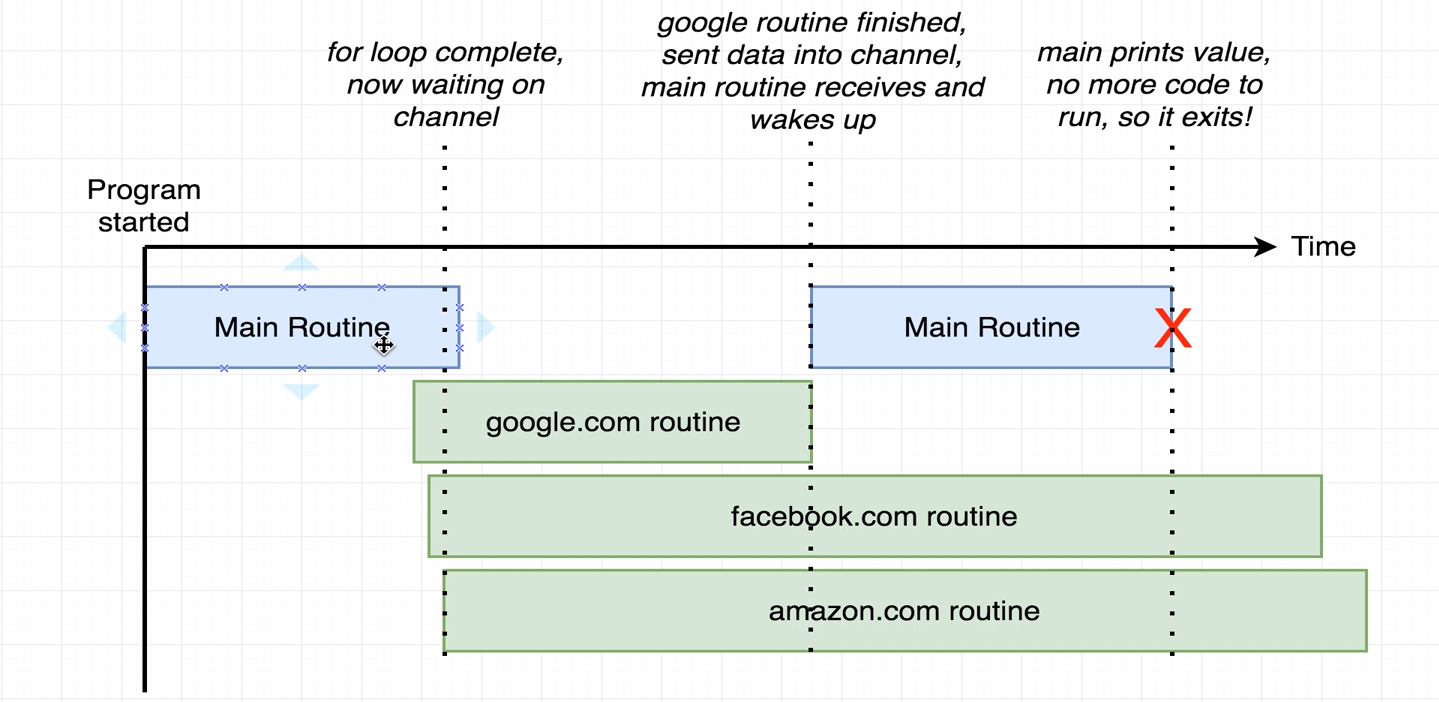 for loop complete,
now waiting on
channel
google routine finished,
sent data into channel,
main routine receives and
wakes up
main prints value,
no more code to
run, so it exits!
Program
started
Time
Main Routine
Main Routine
X
google.com routine
facebook.com routine
amazon.com routine